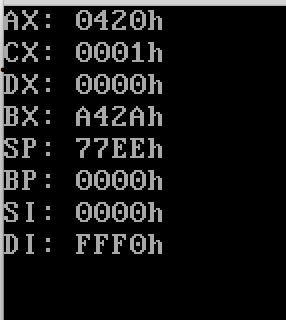 AX: 0420h
CX: 0001h
DX: 0000h
BX: A42Ah
SP: 77EEh
BP: 0000h
SI: 0000h
DI: FFF0h